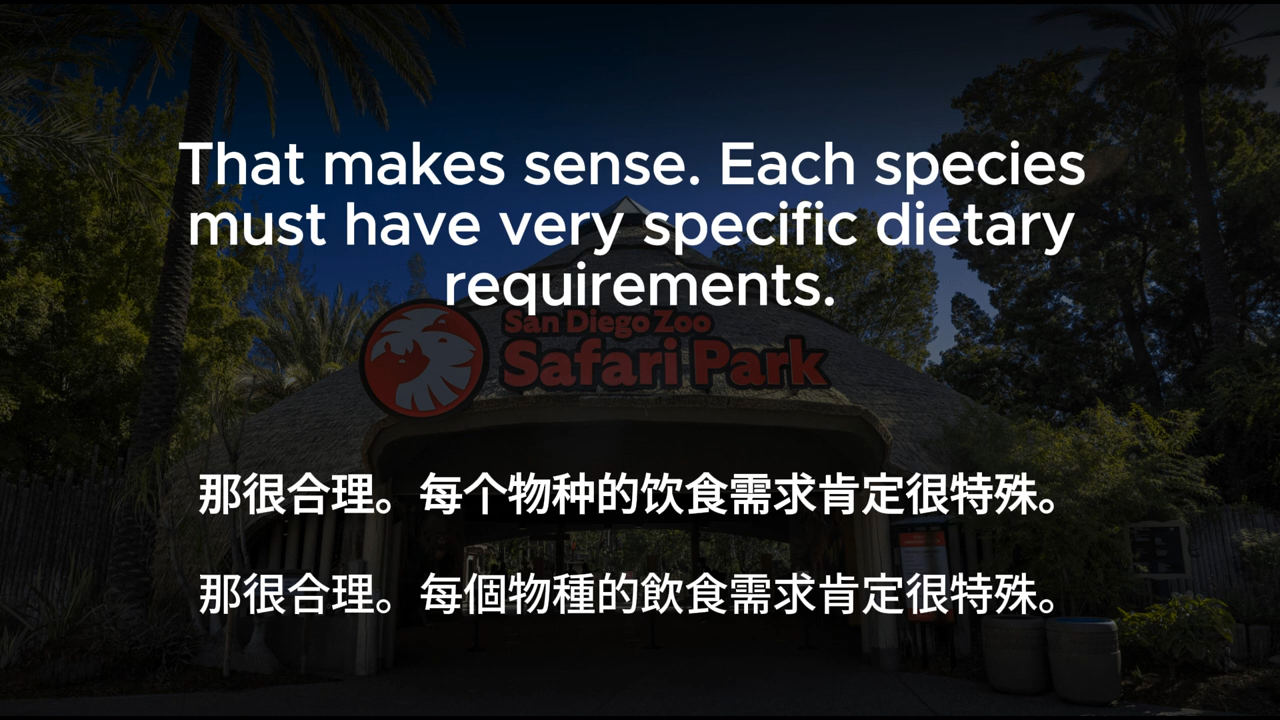 That makes sense. Each species
must have very specific dietary
requirements.
San Diego Zoo
Safari Park
那很合理。每个物种的饮食需求肯定很特殊。
那很合理。每個物種的飲食需求肯定很特殊。